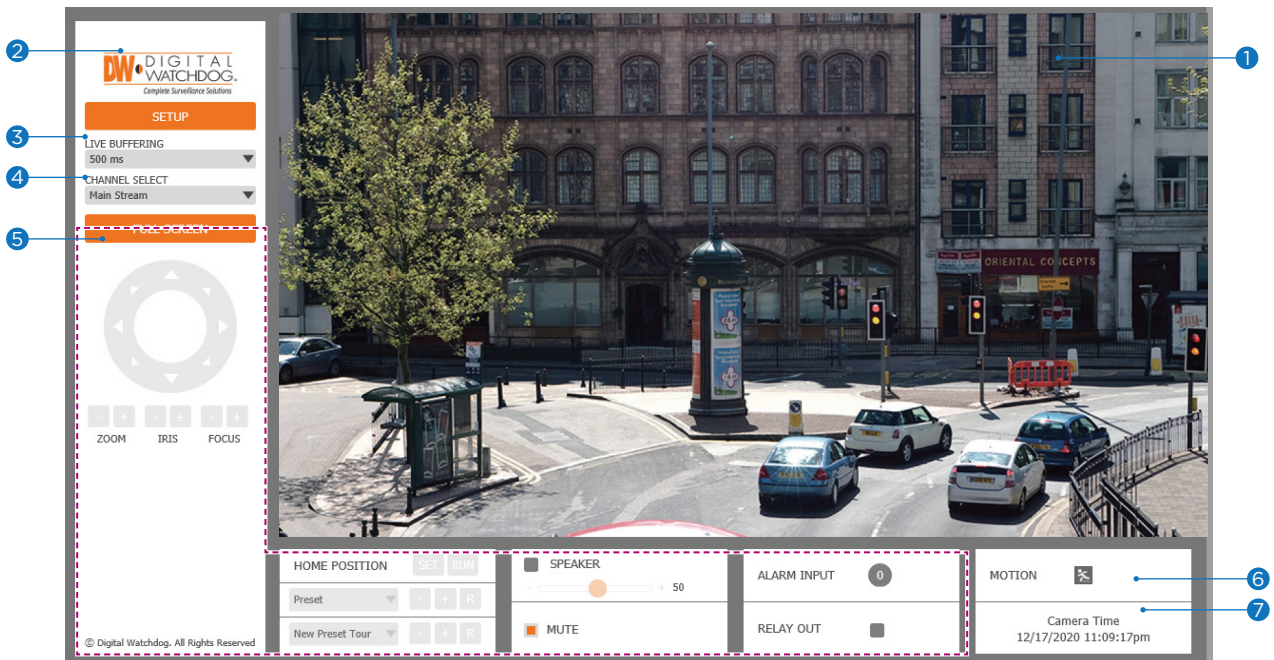 1
2
DW DIGITAL
WATCHDOG®
Complete Surveillance Solutions
SETUP
3
LIVE BUFFERING
500 ms
4
CHANNEL SELECT
Main Stream
5
FULL SCREEN
ZOOM
IRIS
FOCUS
- + - + - +
© Digital Watchdog. All Rights Reserved
ORIENTAL CONCEPTS
HOME POSITION SET RUN
Preset - + R
New Preset Tour - + R
SPEAKER
- + 50
MUTE
ALARM INPUT 0
RELAY OUT
MOTION
6
7
Camera Time
12/17/2020 11:09:17pm